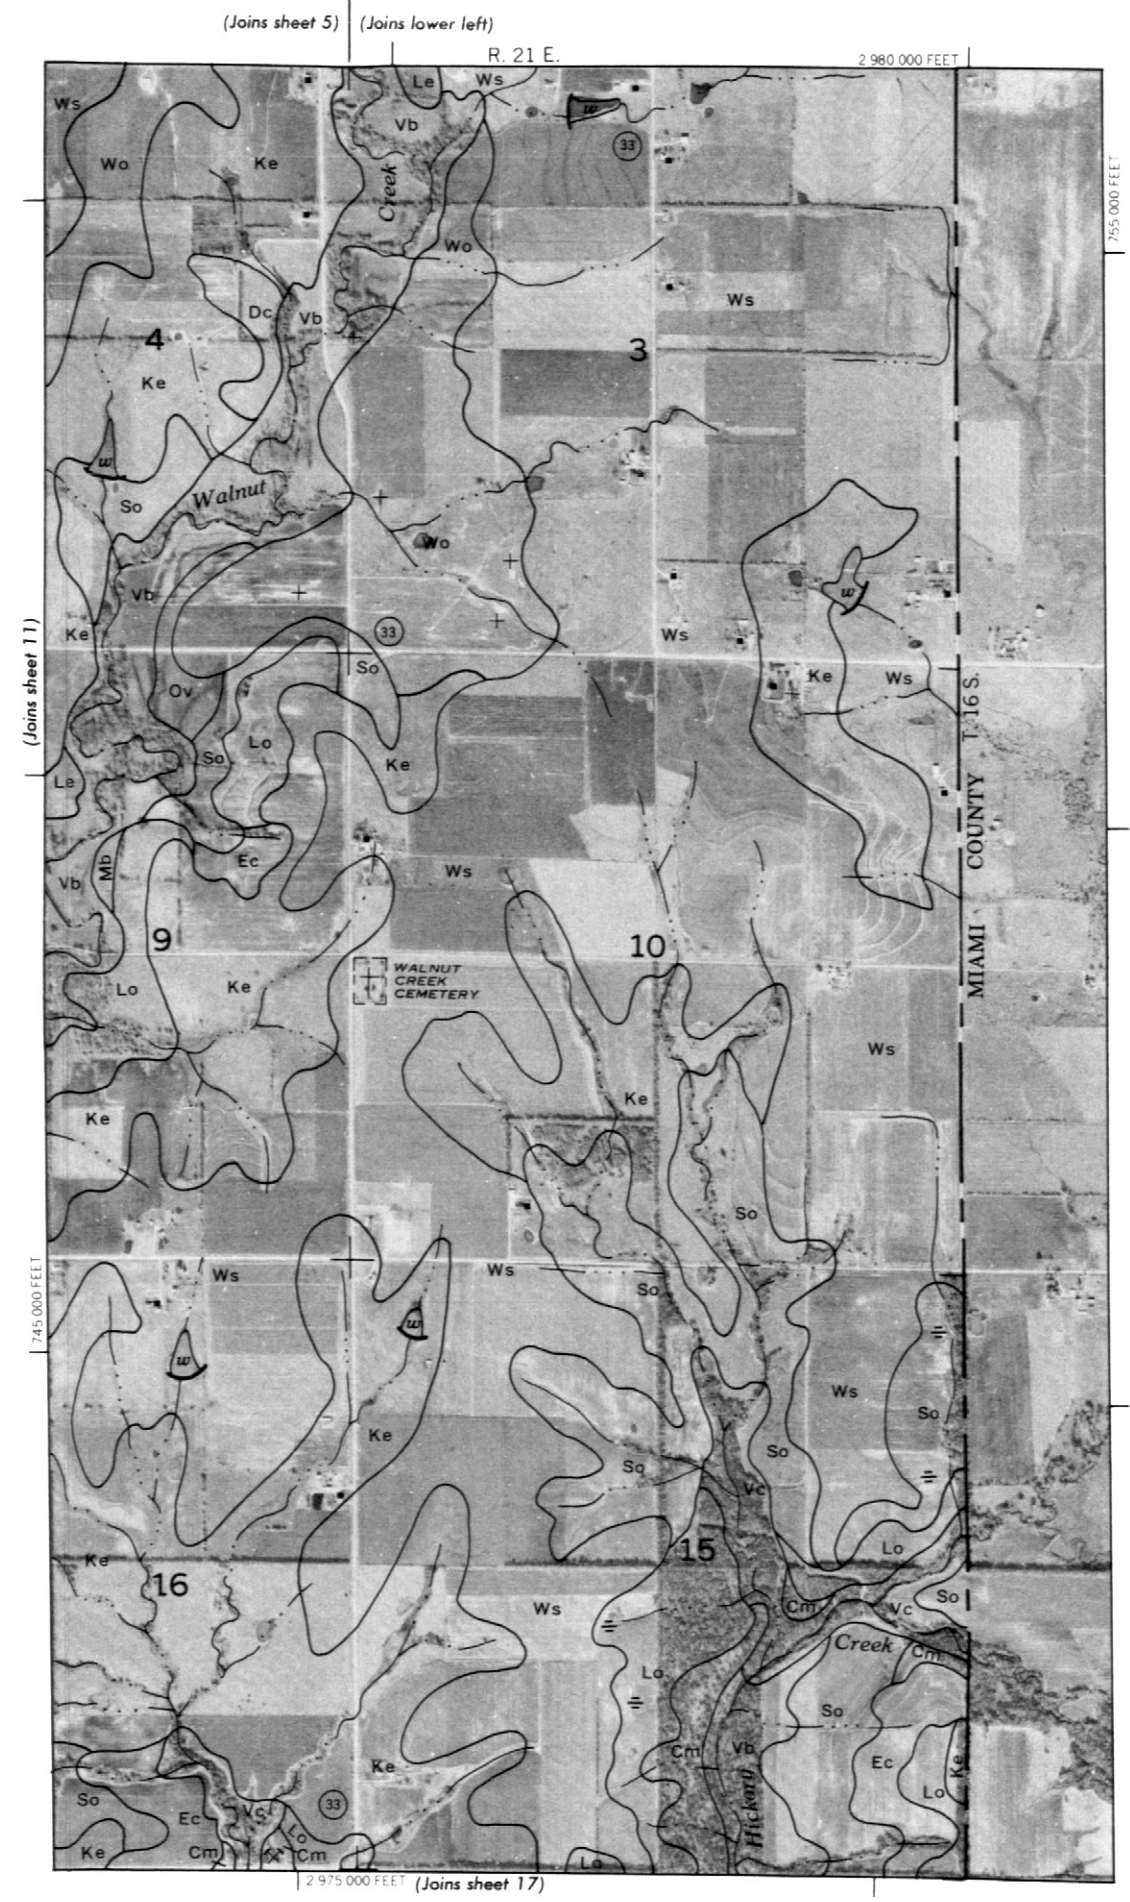 (Joins sheet 5) (Joins lower left)
R. 21 E.
2 980 000 FEET
Ws
Le
Ws
Vb
w
33
Wo
Ke
Creek
755 000 FEET
Wo
Dc
Vb
Ws
4
3
Ke
w
So
Walnut
Wo
Vb
w
(Joins sheet 11)
Ke
33
Ws
So
Ke
Ws
Ov
T. 16 S.
So
Lo
Ke
Le
MIAMI COUNTY
Ec
Mb
Vb
Ws
9
10
WALNUT
CREEK
CEMETERY
Lo
Ke
Ws
Ke
Ke
So
745 000 FEET
Ws
Ws
So
w
w
Ws
So
Ke
So
So
Vc
15
Lo
Ke
16
So
Ws
Cm
Vc
Creek
Cm
Lo
So
Cm
Vb
Ke
Ec
Ke
Lo
Hickory
So
33
Ec
Vc
Lo
Ke
Cm
Cm
Lo
2 975 000 FEET (Joins sheet 17)